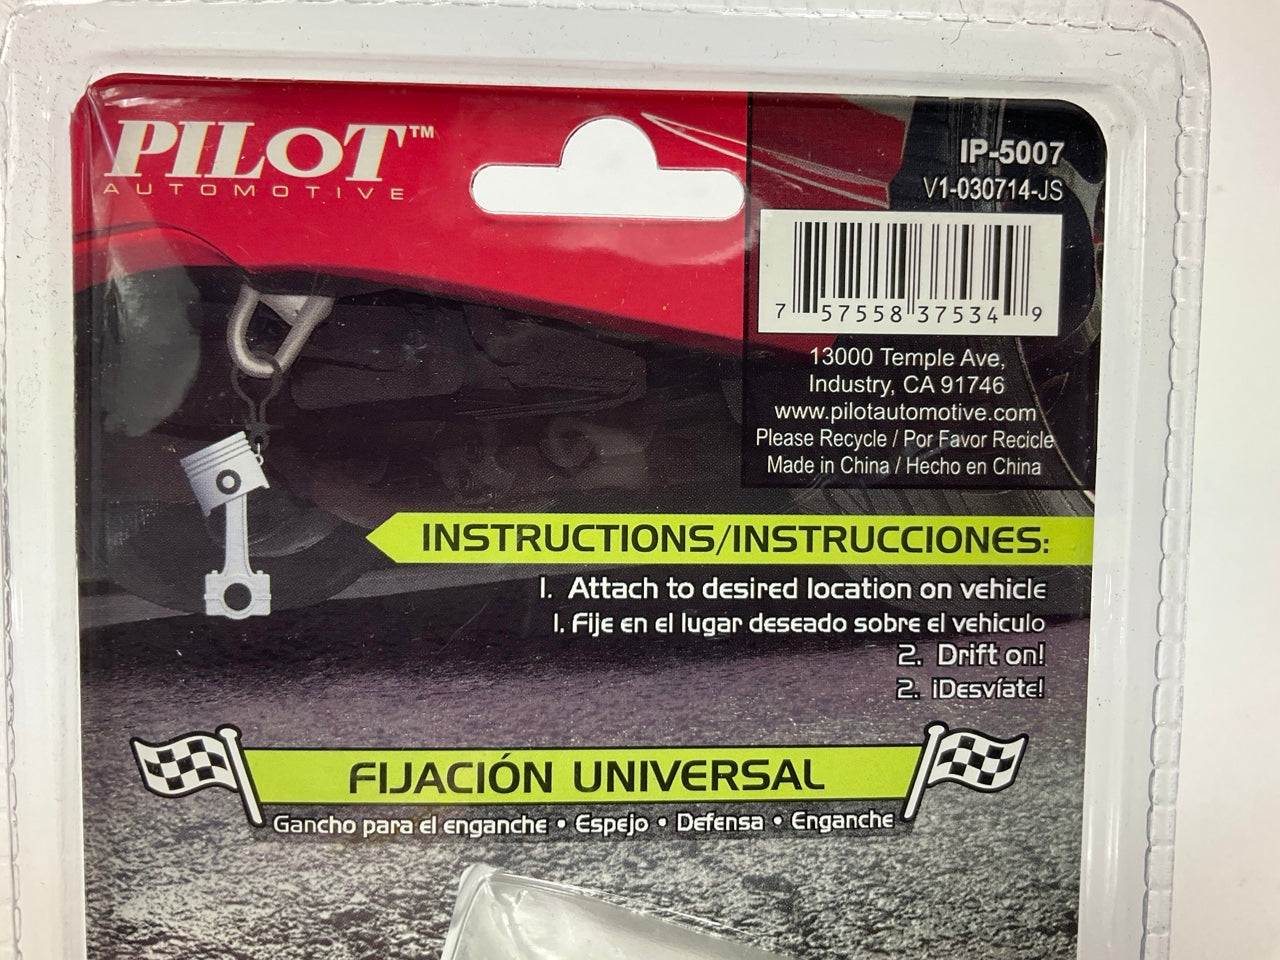 PILOT™
AUTOMOTIVE
IP-5007
V1-030714-JS
7 57558 37534 9
13000 Temple Ave,
Industry, CA 91746
www.pilotautomotive.com
Please Recycle / Por Favor Recicle
Made in China / Hecho en China
INSTRUCTIONS/INSTRUCCIONES:
1. Attach to desired location on vehicle
1. Fije en el lugar deseado sobre el vehiculo
2. Drift on!
2. ¡Desvíate!
FIJACIÓN UNIVERSAL
Gancho para el enganche • Espejo • Defensa • Enganche